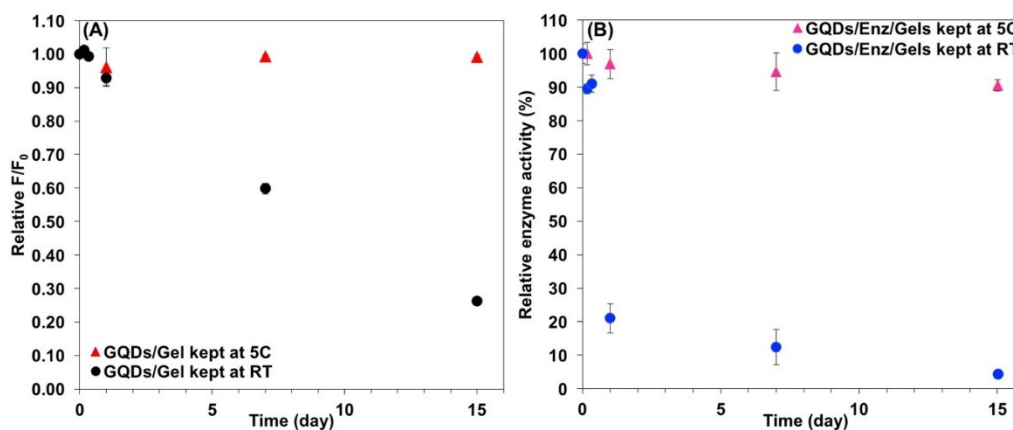 (A)
Relative F/F0
1.10
1.00
0.90
0.80
0.70
0.60
0.50
0.40
0.30
0.20
0.10
0.00
GQDs/Gel kept at 5C
GQDs/Gel kept at RT
0 5 10 15
Time (day)
(B)
Relative enzyme activity (%)
GQDs/Enz/Gels kept at 5C
GQDs/Enz/Gels kept at RT
110
100
90
80
70
60
50
40
30
20
10
0
0 5 10 15
Time (day)